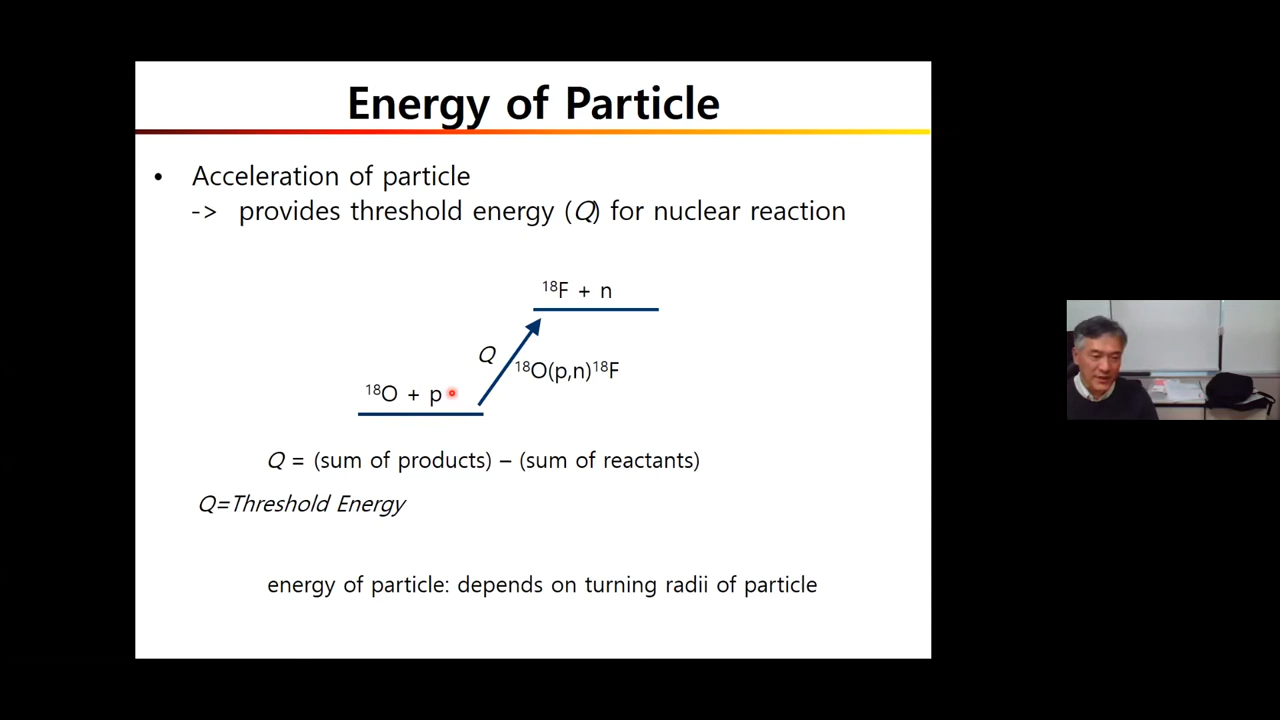 Energy of Particle
• Acceleration of particle
-> provides threshold energy (Q) for nuclear reaction
¹⁸F + n
Q
¹⁸O(p,n)¹⁸F
¹⁸O + p
Q = (sum of products) – (sum of reactants)
Q=Threshold Energy
energy of particle: depends on turning radii of particle